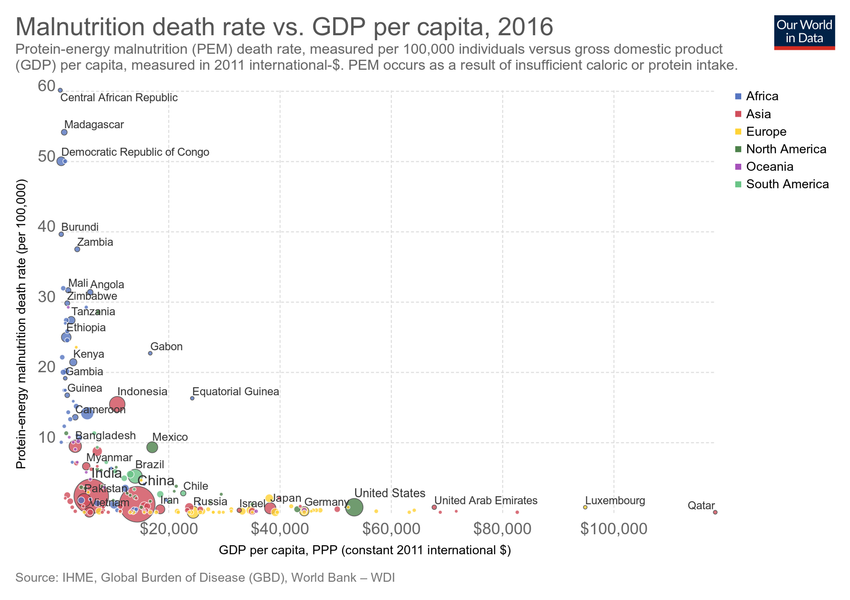 Malnutrition death rate vs. GDP per capita, 2016
Our World
in Data
Protein-energy malnutrition (PEM) death rate, measured per 100,000 individuals versus gross domestic product
(GDP) per capita, measured in 2011 international-$. PEM occurs as a result of insufficient caloric or protein intake.
60
Central African Republic
Madagascar
50
Democratic Republic of Congo
40
Burundi
Zambia
30
Mali
Angola
Zimbabwe
Tanzania
Ethiopia
Kenya
Gabon
20
Gambia
Guinea
Indonesia
Equatorial Guinea
Cameroon
10
Bangladesh
Mexico
Myanmar
Brazil
India
China
Pakistan
Chile
Vietnam
Iran
Russia
Israel
Japan
Germany
United States
United Arab Emirates
Luxembourg
Qatar
Protein-energy malnutrition death rate (per 100,000)
$20,000
$40,000
$60,000
$80,000
$100,000
GDP per capita, PPP (constant 2011 international $)
Africa
Asia
Europe
North America
Oceania
South America
Source: IHME, Global Burden of Disease (GBD), World Bank – WDI